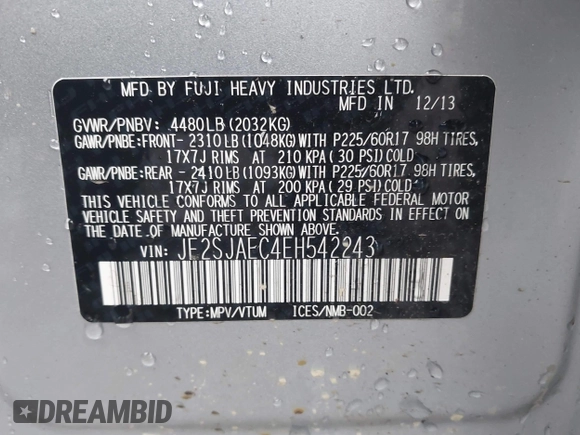 MFD BY FUJI HEAVY INDUSTRIES LTD.
MFD IN 12/13
GVWR/PNBV: 4480LB(2032KG)
GAWR/PNBE:FRONT-2310LB(1048KG)WITH P225/60R17 98H TIRES,
17X7J RIMS AT 210 KPA(30 PSI)COLD
GAWR/PNBE:REAR -2410LB(1093KG)WITH P225/60R17 98H TIRES,
17X7J RIMS AT 200 KPA(29 PSI)COLD
THIS VEHICLE CONFORMS TO ALL APPLICABLE FEDERAL MOTOR
VEHICLE SAFETY AND THEFT PREVENTION STANDARDS IN EFFECT ON
THE DATE OF MANUFACTURE SHOWN ABOVE.
VIN: JF2SJAEC4EH542243
TYPE:MPV/VTUM ICES/NMB-002
DREAMBID